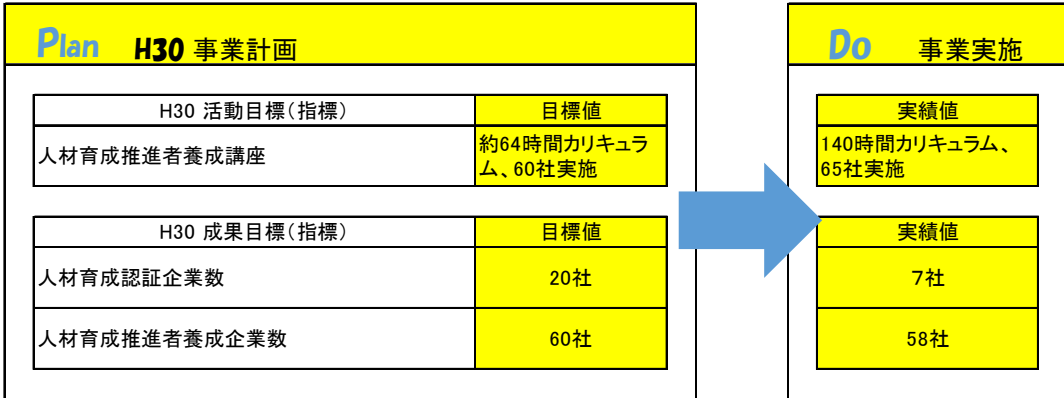 Plan H30 事業計画
Do 事業実施
H30 活動目標(指標) 目標値
実績値
人材育成推進者養成講座
約64時間カリキュラ
ム、60社実施
140時間カリキュラム、
65社実施
H30 成果目標(指標) 目標値
実績値
人材育成認証企業数 20社
7社
人材育成推進者養成企業数 60社
58社